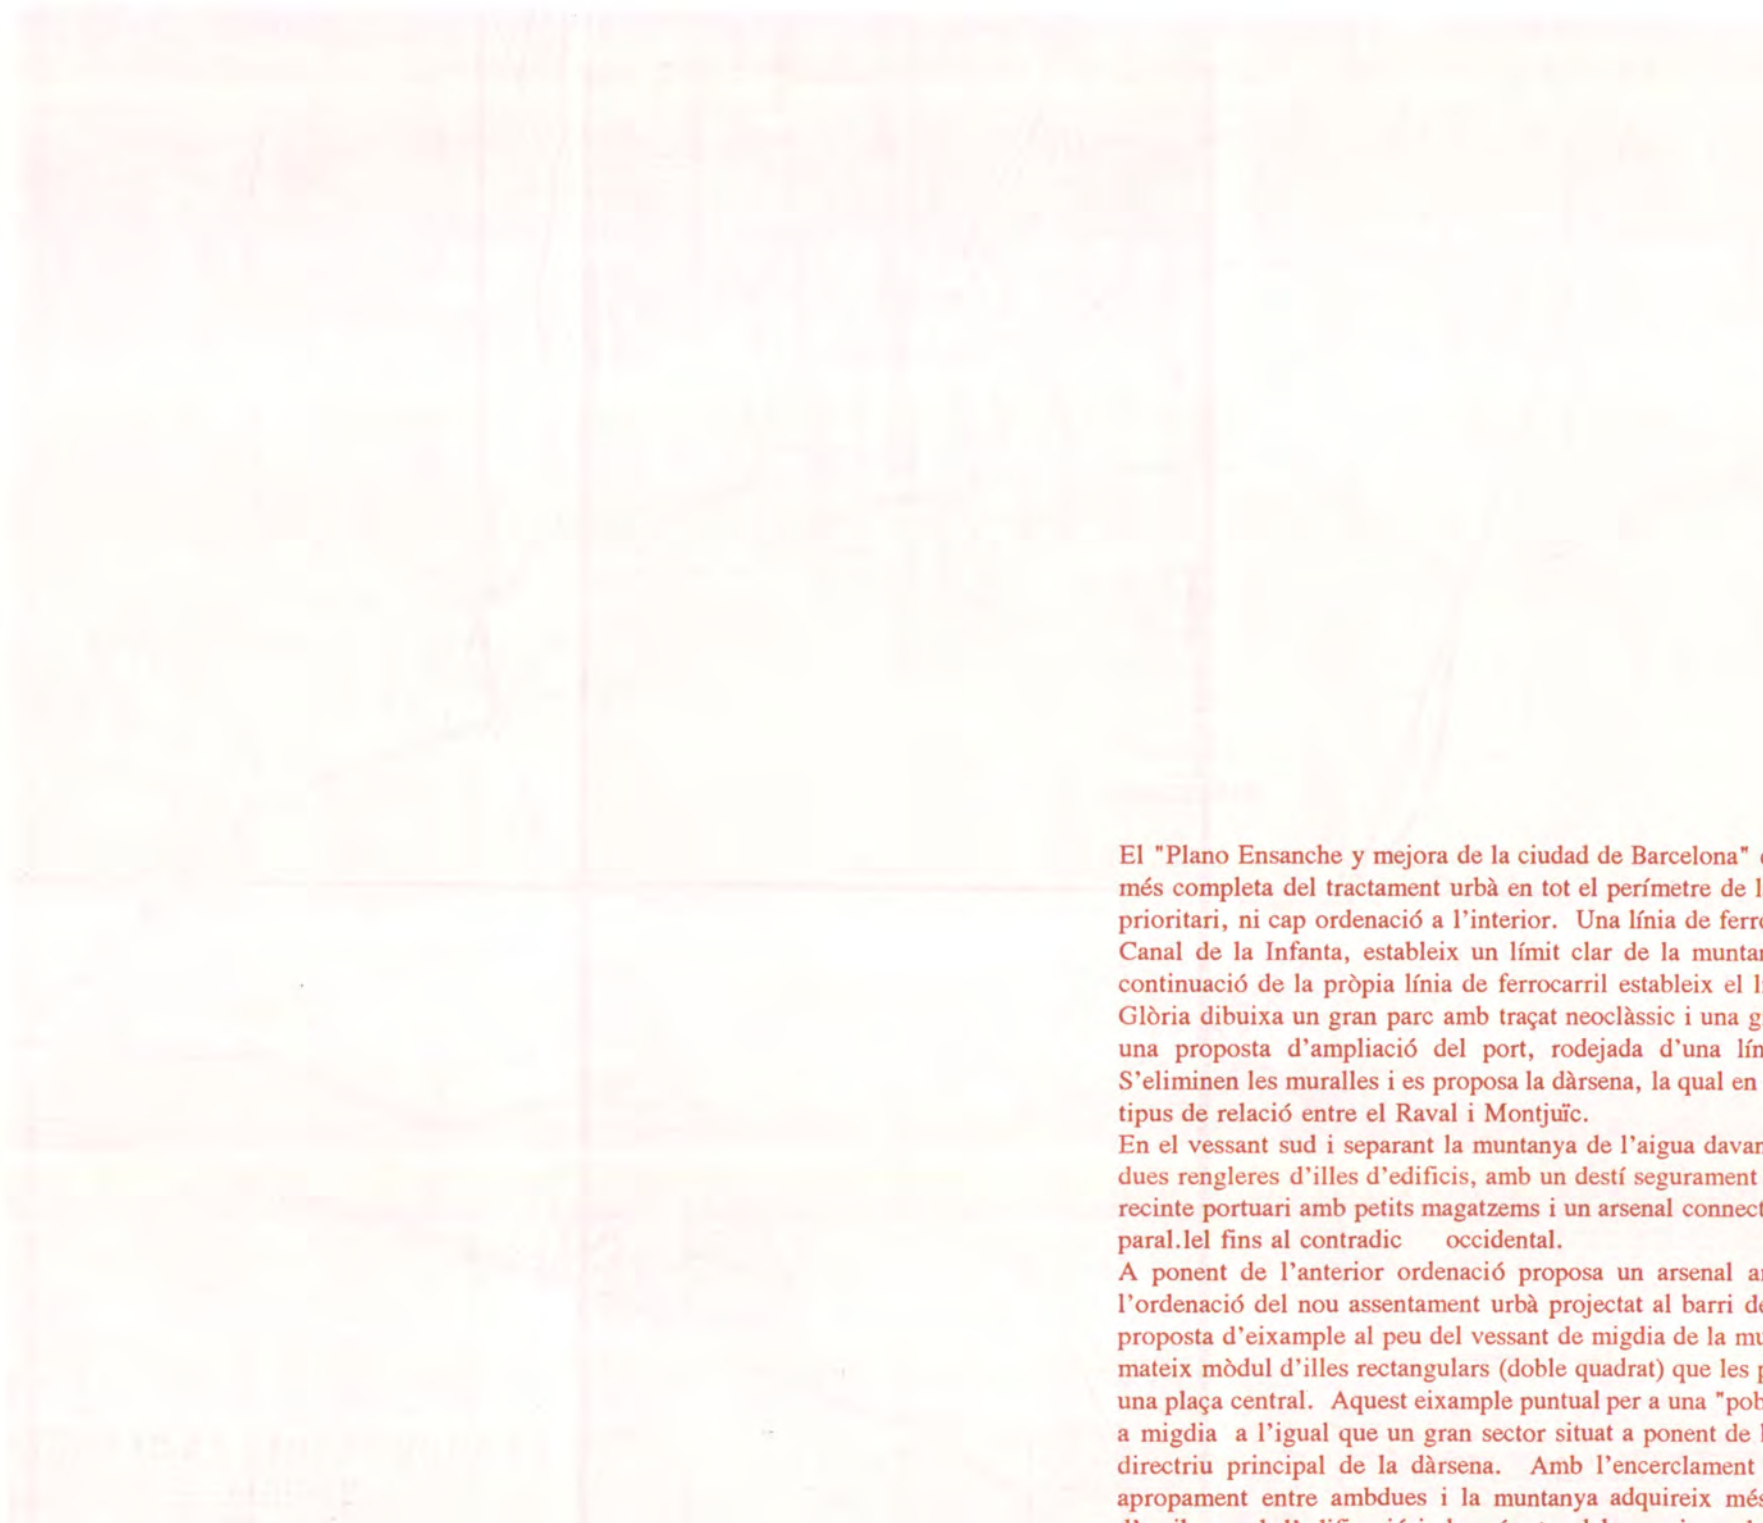 El "Plano Ensanche y mejora de la ciudad de Barcelona"
més completa del tractament urbà en tot el perímetre de
prioritari, ni cap ordenació a l'interior. Una línia de
Canal de la Infanta, estableix un límit clar de la
continuació de la pròpia línia de ferrocarril estableix el
Glòria dibuixa un gran parc amb traçat neoclàssic i una
una proposta d'ampliació del port, rodejada d'una
S'eliminen les muralles i es proposa la dàrsena, la qual en
tipus de relació entre el Raval i Montjuïc.
En el vessant sud i separant la muntanya de l'aigua
dues rengleres d'illes d'edificis, amb un destí segurament
recinte portuari amb petits magatzems i un arsenal
paral.lel fins al contradic occidental.
A ponent de l'anterior ordenació proposa un arsenal
l'ordenació del nou assentament urbà projectat al barri
proposta d'eixample al peu del vessant de migdia de la
mateix mòdul d'illes rectangulars (doble quadrat) que les
una plaça central. Aquest eixample puntual per a una
a migdia a l'igual que un gran sector situat a ponent de
directriu principal de la dàrsena. Amb l'encerclament
apropament entre ambdues i la muntanya adquireix